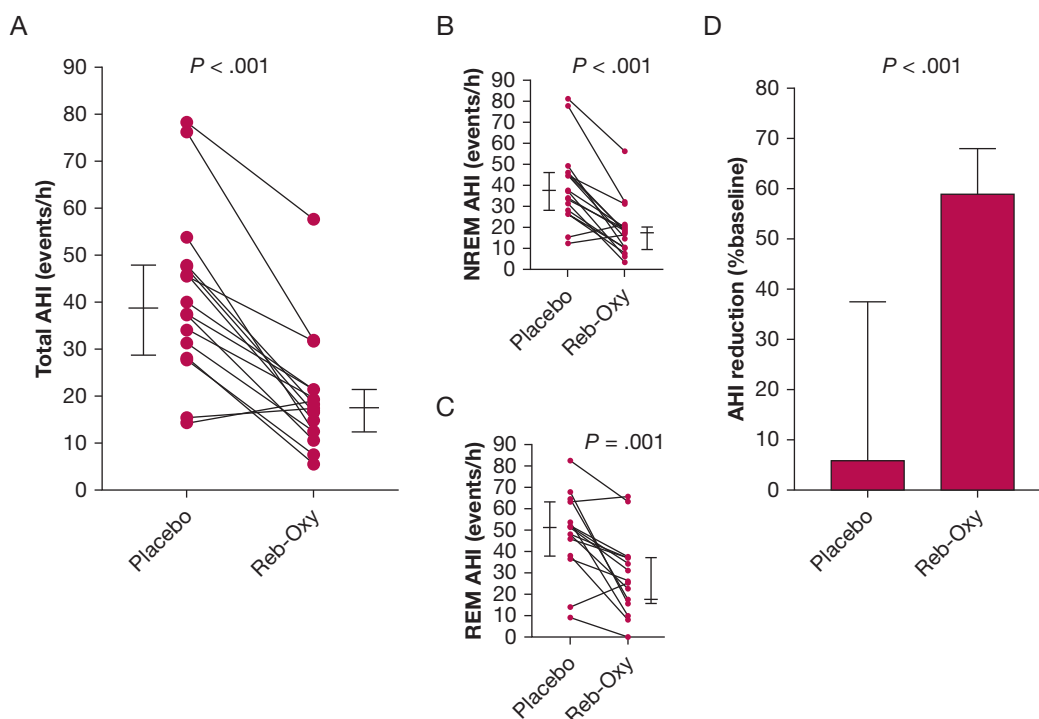 A
P < .001
Total AHI (events/h)
90
80
70
60
50
40
30
20
10
0
Placebo
Reb-Oxy
B
P < .001
NREM AHI (events/h)
90
80
70
60
50
40
30
20
10
0
Placebo
Reb-Oxy
C
P = .001
REM AHI (events/h)
90
80
70
60
50
40
30
20
10
0
Placebo
Reb-Oxy
D
P < .001
AHI reduction (%baseline)
80
70
60
50
40
30
20
10
0
Placebo
Reb-Oxy